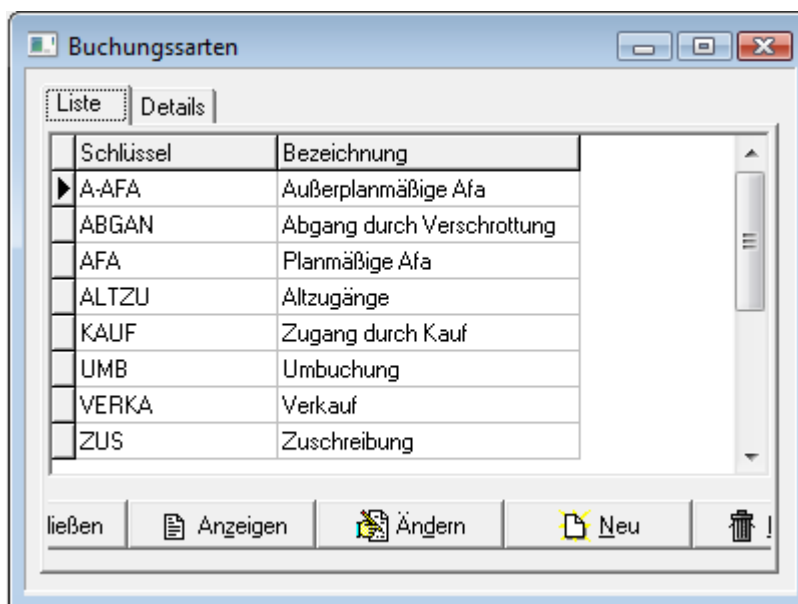 Buchungssarten
Liste Details
Schlüssel Bezeichnung
A-AFA Außerplanmäßige Afa
ABGAN Abgang durch Verschrottung
AFA Planmäßige Afa
ALTZU Altzugänge
KAUF Zugang durch Kauf
UMB Umbuchung
VERKA Verkauf
ZUS Zuschreibung
ließen Anzeigen Ändern Neu